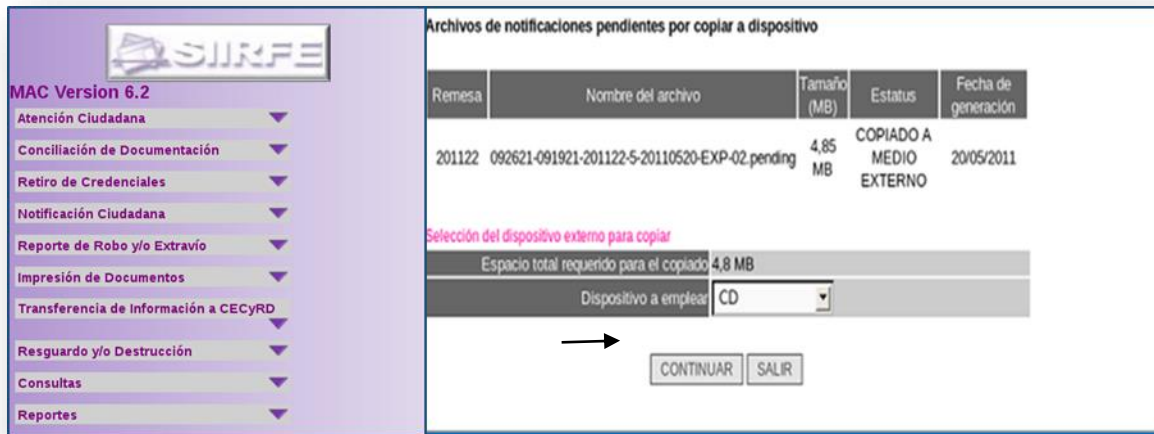 SIIRFE
MAC Version 6.2
Atención Ciudadana
Conciliación de Documentación
Retiro de Credenciales
Notificación Ciudadana
Reporte de Robo y/o Extravío
Impresión de Documentos
Transferencia de Información a CECyRD
Resguardo y/o Destrucción
Consultas
Reportes
Archivos de notificaciones pendientes por copiar a dispositivo
Remesa Nombre del archivo Tamaño (MB) Estatus Fecha de generación
201122 092621-091921-201122-5-20110520-EXP-02.pending 4,85 MB COPIADO A MEDIO EXTERNO 20/05/2011
Selección del dispositivo externo para copiar
Espacio total requerido para el copiado 4,8 MB
Dispositivo a emplear CD
CONTINUAR SALIR